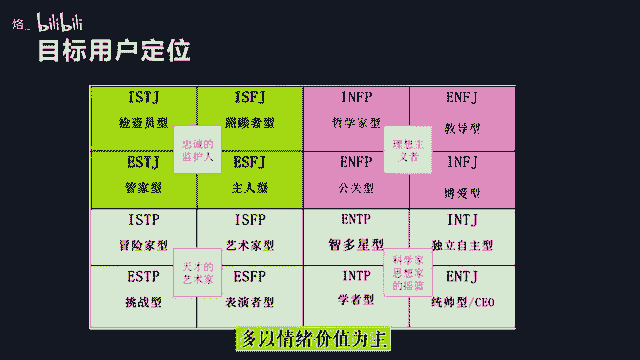 烙_ bilibili
目标用户定位
ISTJ ISFJ INFP ENFJ
检查员型 照顾者型 哲学家型 教导型
忠诚的
监护人
理想主
义者
ESTJ ESFJ ENFP INFJ
管家型 主人型 公关型 博爱型
ISTP ISFP ENTP INTJ
冒险家型 艺术家型 智多星型 独立自主型
天才的
艺术家
科学家
思想家
的摇篮
ESTP ESFP INTP ENTJ
挑战型 表演者型 学者型 统帅型/CEO
多以情绪价值为主